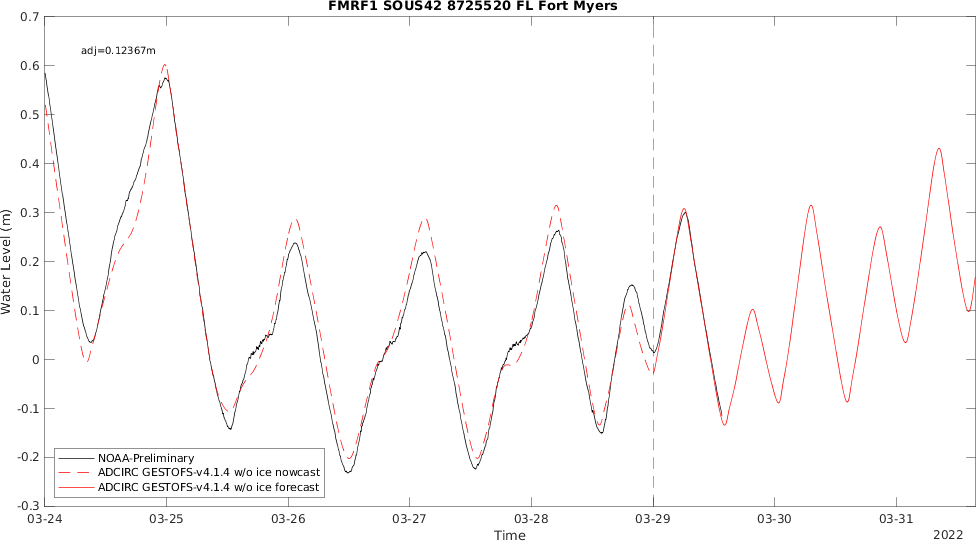 FMRF1 SOUS42 8725520 FL Fort Myers
0.7
adj=0.12367m
0.6
0.5
0.4
0.3
0.2
0.1
0
-0.1
-0.2
-0.3
Water Level (m)
NOAA-Preliminary
ADCIRC GESTOFS-v4.1.4 w/o ice nowcast
ADCIRC GESTOFS-v4.1.4 w/o ice forecast
03-24 03-25 03-26 03-27 03-28 03-29 03-30 03-31
Time
2022